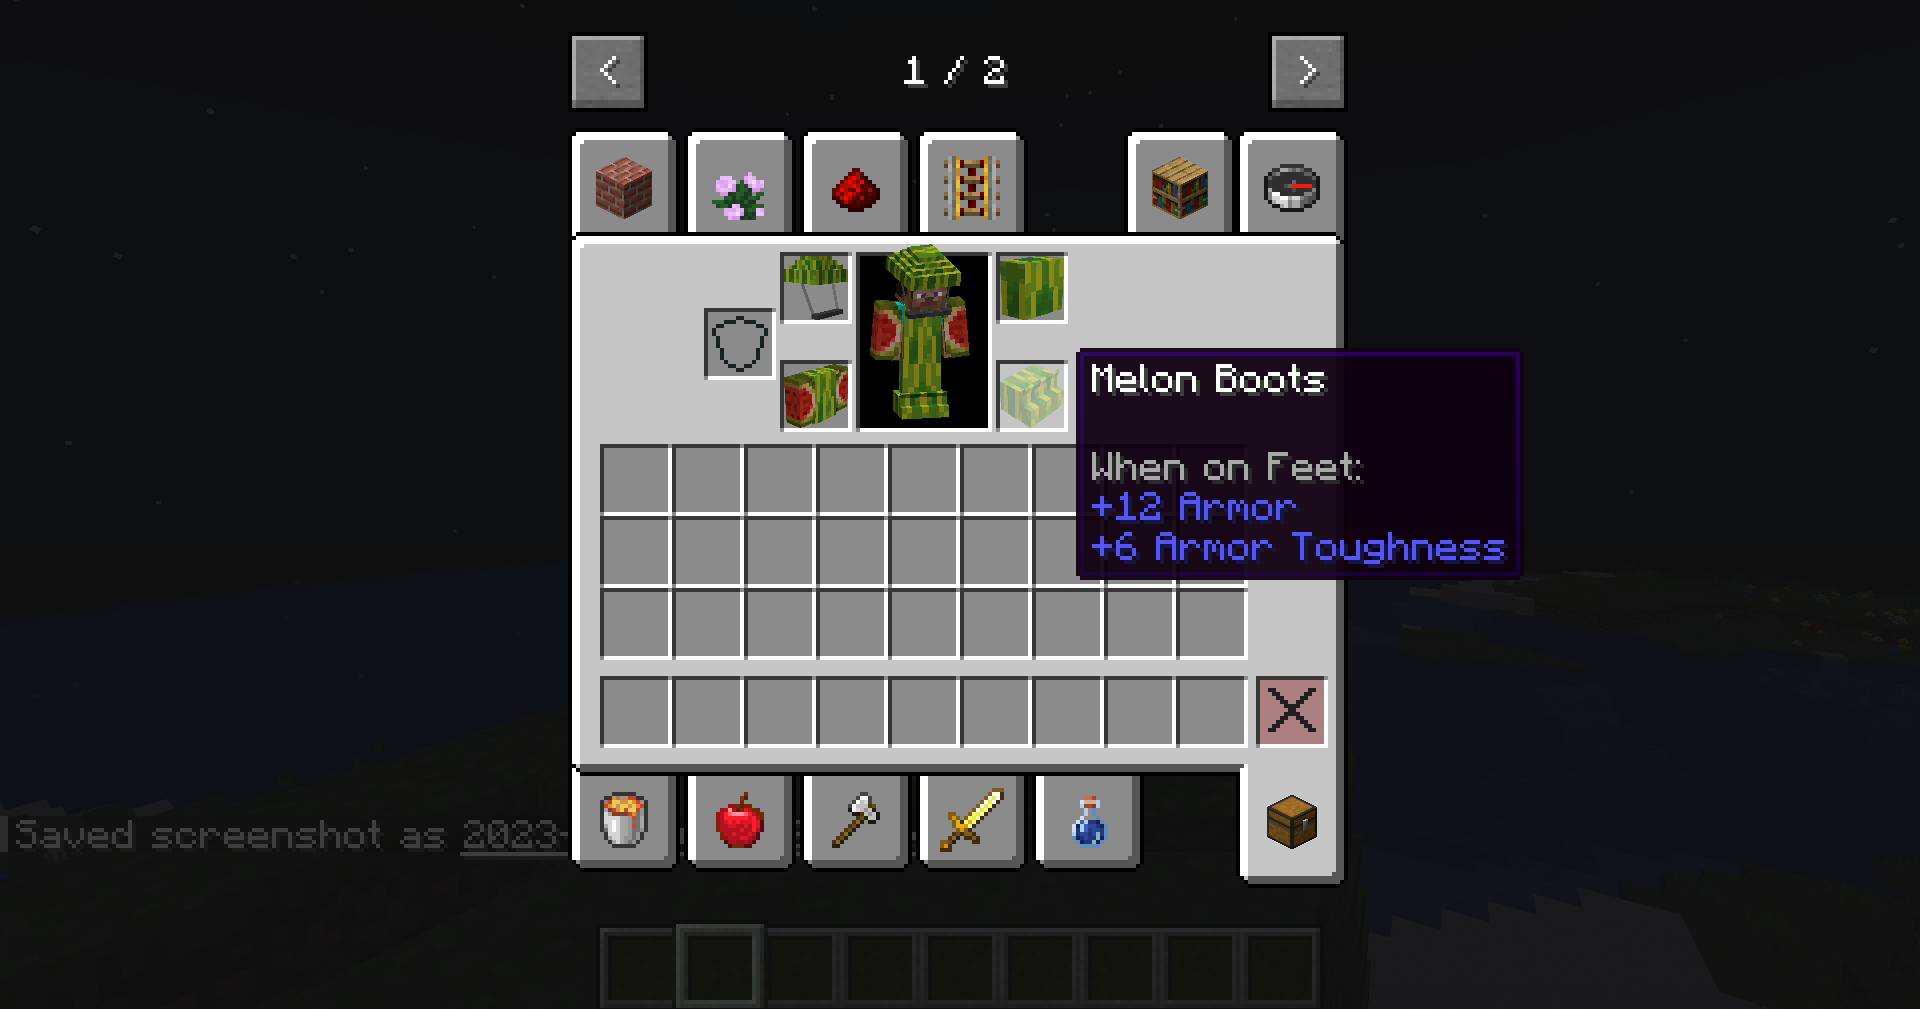 < 1 / 2 >
Melon Boots
When on Feet:
+12 Armor
+6 Armor Toughness
Saved screenshot as 2023-